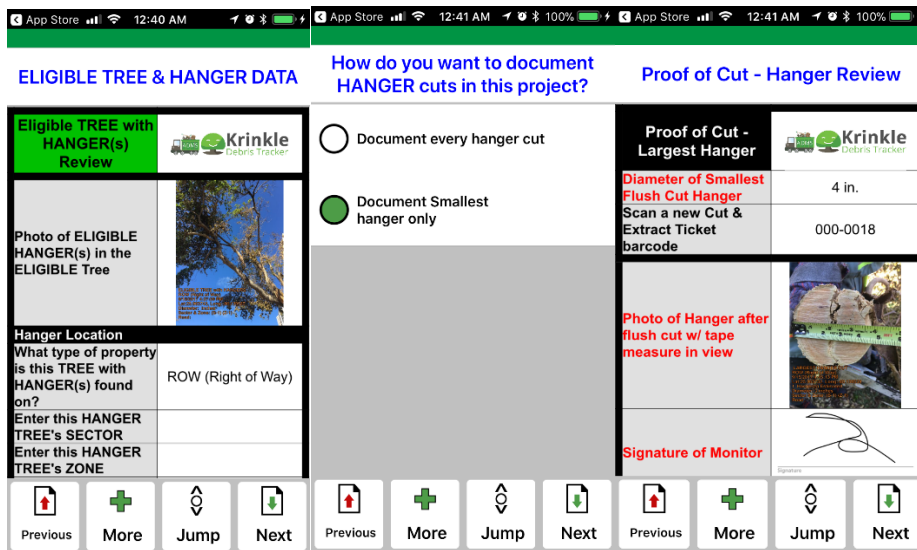 App Store 12:40 AM
ELIGIBLE TREE & HANGER DATA
Eligible TREE with
HANGER(s)
Review
ADMS
Krinkle
Debris Tracker
Photo of ELIGIBLE
HANGER(s) in the
ELIGIBLE Tree
Hanger Location
What type of property
is this TREE with
HANGER(s) found
on?
ROW (Right of Way)
Enter this HANGER
TREE's SECTOR
Enter this HANGER
TREE's ZONE
Previous
More
Jump
Next
App Store 12:41 AM 100%
How do you want to document
HANGER cuts in this project?
Document every hanger cut
Document Smallest
hanger only
Previous
More
Jump
Next
App Store 12:41 AM 100%
Proof of Cut - Hanger Review
Proof of Cut -
Largest Hanger
ADMS
Krinkle
Debris Tracker
Diameter of Smallest
Flush Cut Hanger
4 in.
Scan a new Cut &
Extract Ticket
barcode
000-0018
Photo of Hanger after
flush cut w/ tape
measure in view
Signature of Monitor
Signature
Previous
More
Jump
Next